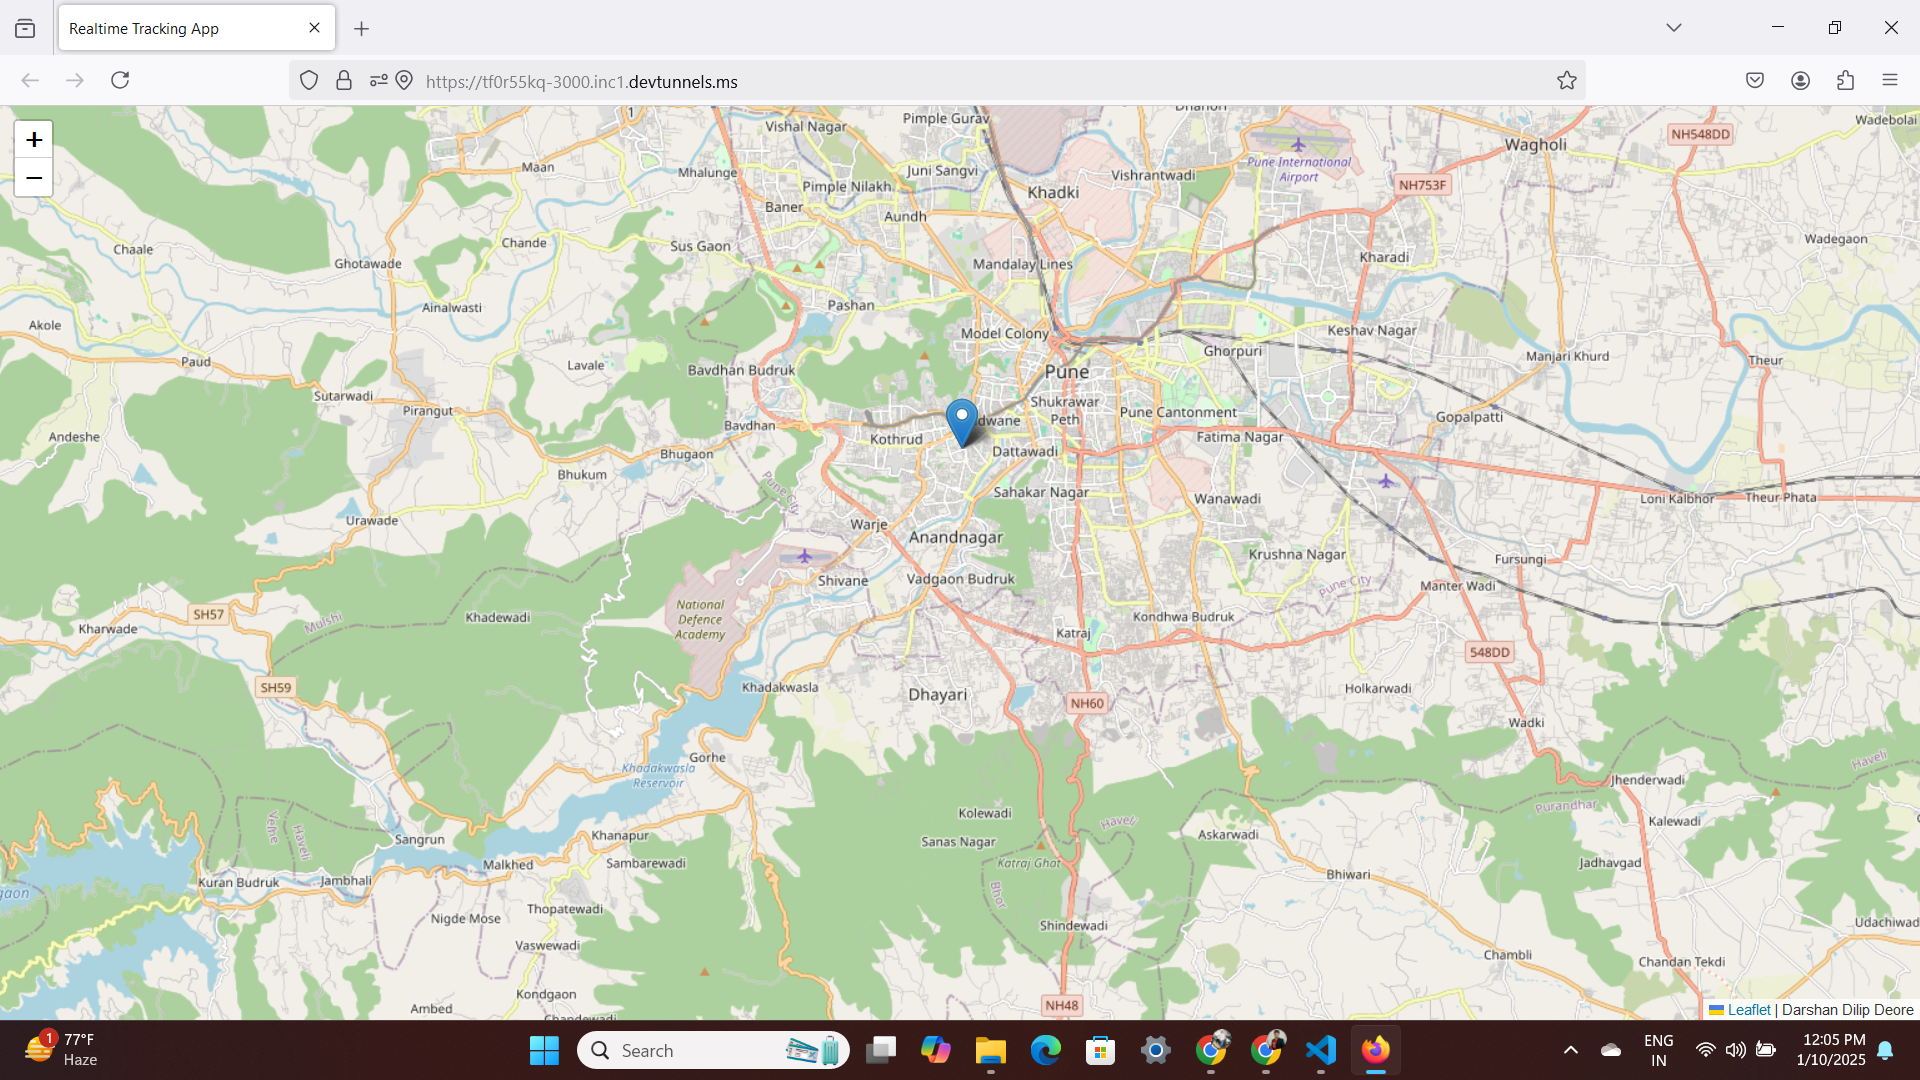 Realtime Tracking App
https://tf0r55kq-3000.inc1.devtunnels.ms
+
−
Vishal Nagar
Pimple Gurav
Dhanori
Wadebolai
NH548DD
Wagholi
Maan
Mhalunge
Juni Sangvi
Pune International
Airport
Vishrantwadi
Pimple Nilakh
Khadki
NH753F
Baner
Aundh
Chaale
Chande
Sus Gaon
Wadegaon
Ghotawade
Mandalay Lines
Kharadi
Ainalwasti
Pashan
Akole
Model Colony
Keshav Nagar
Paud
Lavale
Ghorpuri
Manjari Khurd
Theur
Bavdhan Budruk
Pune
Sutarwadi
Pirangut
Shukrawar
Peth
Pune Cantonment
Gopalpatti
Andeshe
Bavdhan
Kothrud
dwane
Fatima Nagar
Bhugaon
Dattawadi
Bhukum
Pune City
Sahakar Nagar
Wanawadi
Loni Kalbhor
Theur Phata
Urawade
Warje
Anandnagar
Krushna Nagar
Fursungi
Shivane
Vadgaon Budruk
Pune City
Manter Wadi
SH57
Mulshi
Khadewadi
National
Defence
Academy
Kondhwa Budruk
Kharwade
Katraj
548DD
SH59
Khadakwasla
Dhayari
NH60
Holkarwadi
Wadki
Gorhe
Khadakwasla
Reservoir
Haveli
Jhenderwadi
Purandhar
Velhe
Haveli
Kolewadi
Haveli
Kalewadi
Sangrun
Khanapur
Sanas Nagar
Askarwadi
Malkhed
Sambarewadi
Katraj Ghat
Jadhavgad
gaon
Kuran Budruk
Jambhali
Bhor
Bhiwari
Nigde Mose
Thopatewadi
Shindewadi
Udachiwad
Vaswewadi
Chambli
Chandan Tekdi
Kondgaon
Ambed
NH48
Chandewadi
Leaflet | Darshan Dilip Deore
1
77°F
Haze
Search
ENG
IN
12:05 PM
1/10/2025